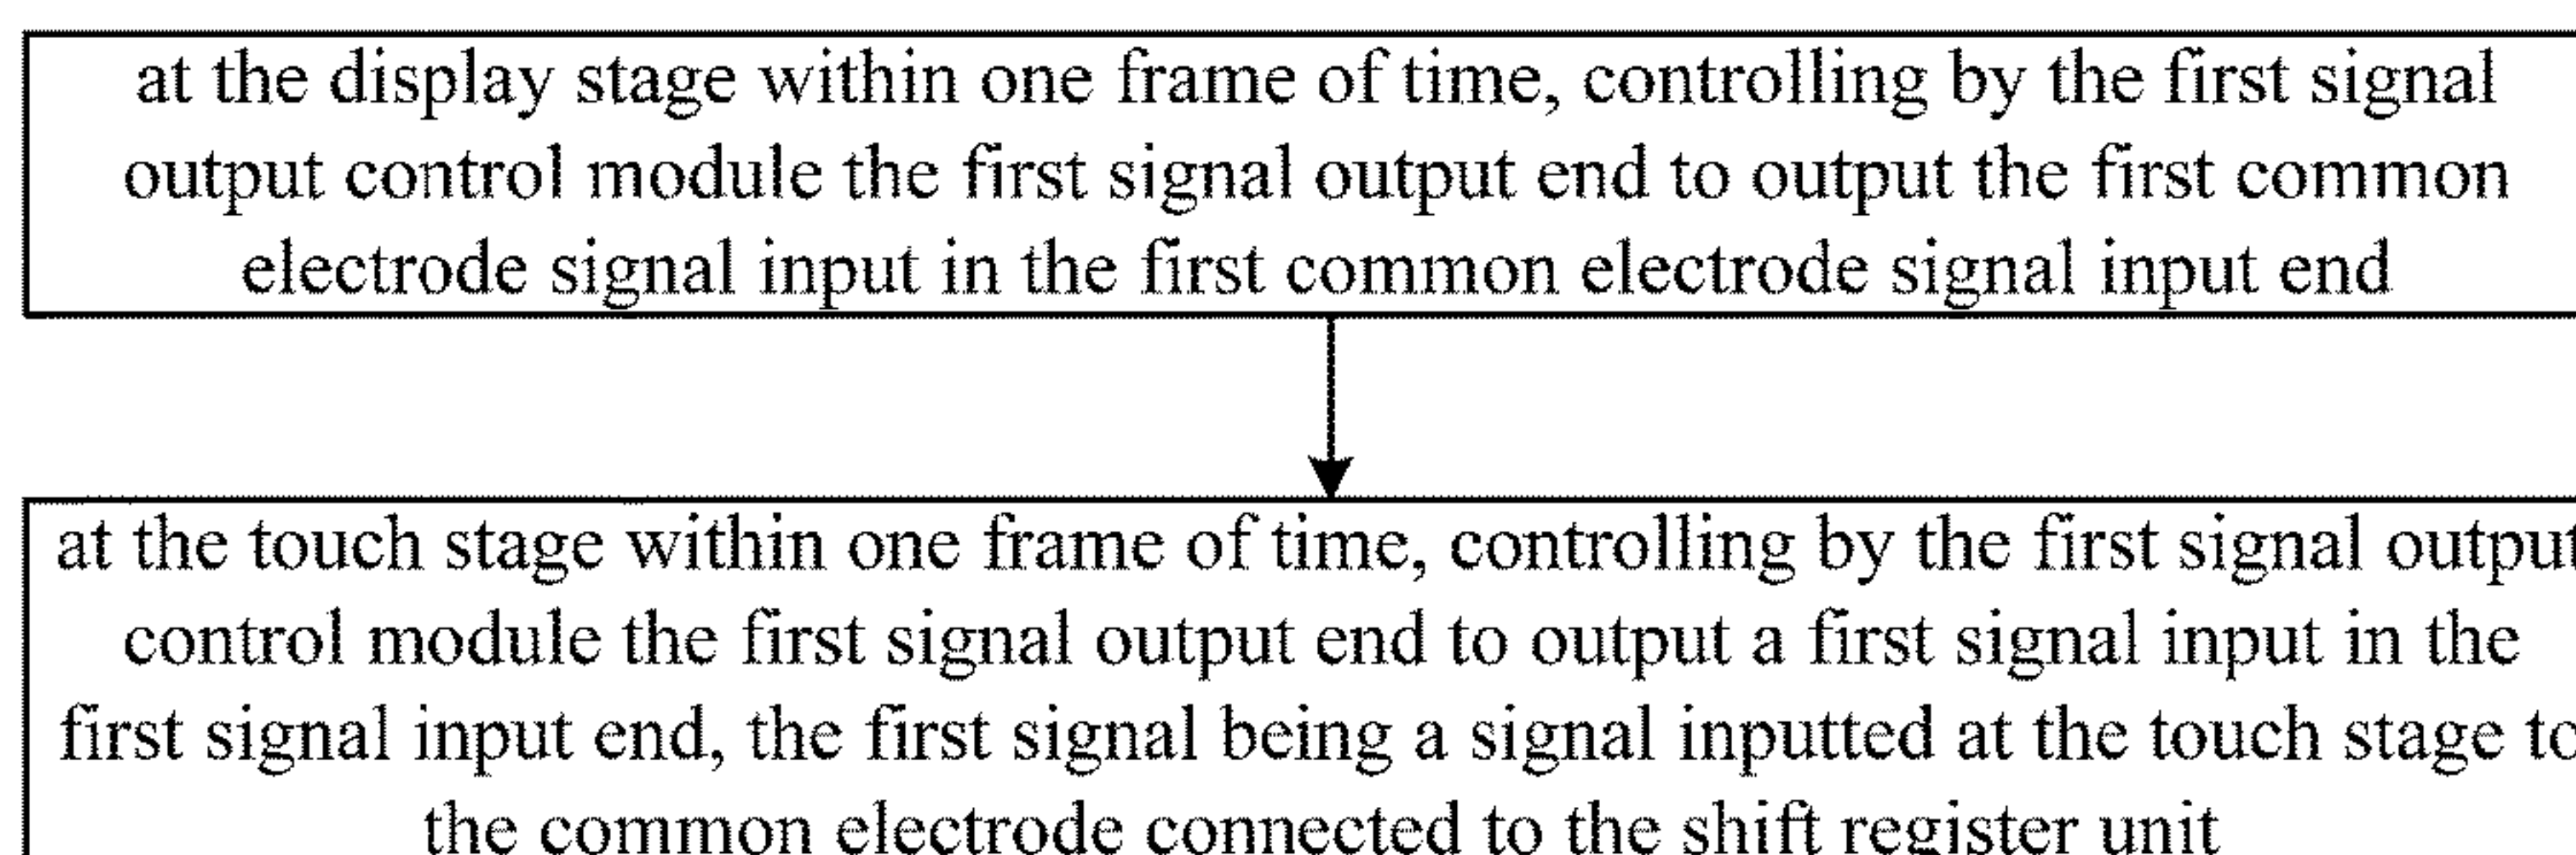 at the display stage within one frame of time, controlling by the first signal
output control module the first signal output end to output the first common
electrode signal input in the first common electrode signal input end
at the touch stage within one frame of time, controlling by the first signal output
control module the first signal output end to output a first signal input in the
first signal input end, the first signal being a signal inputted at the touch stage to
the common electrode connected to the shift register unit